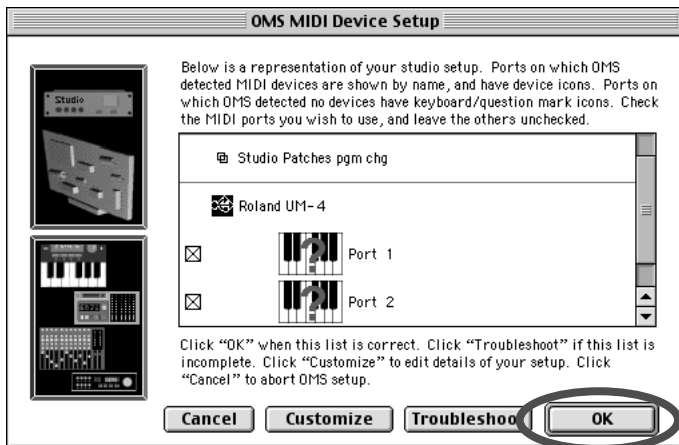 OMS MIDI Device Setup
Studio
Below is a representation of your studio setup. Ports on which OMS
detected MIDI devices are shown by name, and have device icons. Ports on
which OMS detected no devices have keyboard/question mark icons. Check
the MIDI ports you wish to use, and leave the others unchecked.
Studio Patches pgm chg
Roland UM-4
? Port 1
? Port 2
Click “OK” when this list is correct. Click “Troubleshoot” if this list is
incomplete. Click “Customize” to edit details of your setup. Click
“Cancel” to abort OMS setup.
Cancel Customize Troubleshoo OK